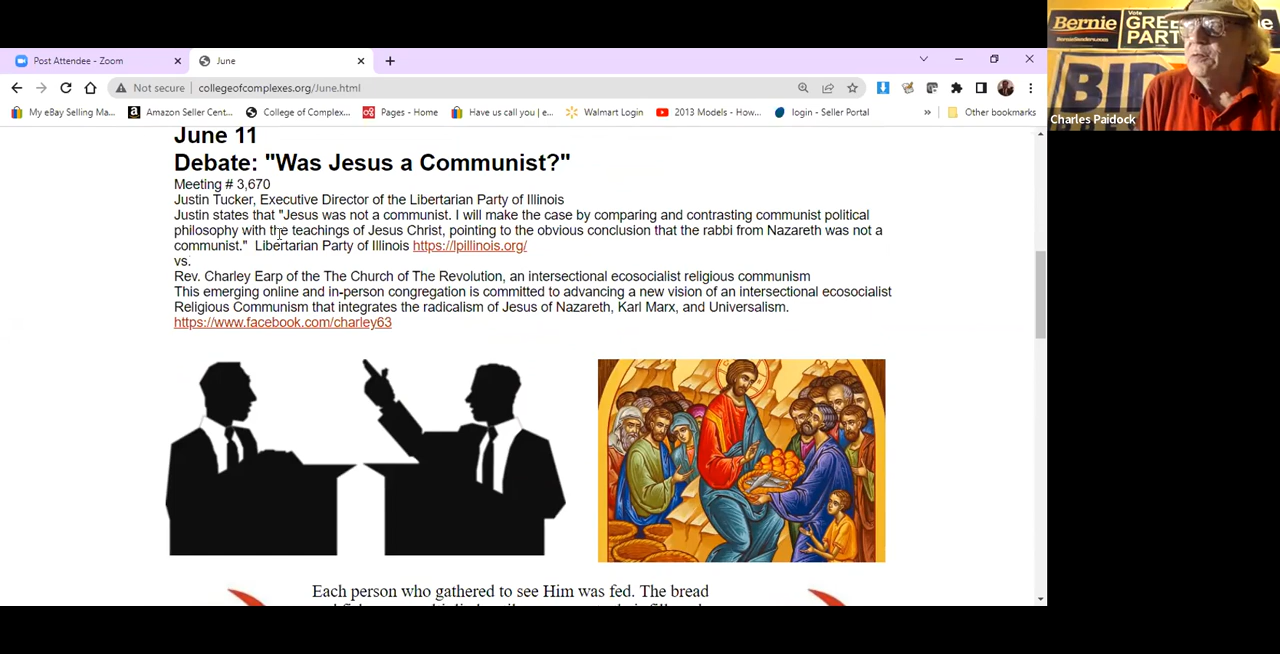 Bernie
BernieSanders.com
Vote
GREE
PARTY
BID
Charles Paidock
Post Attendee - Zoom
June
Not secure
collegeofcomplexes.org/June.html
My eBay Selling Ma...
Amazon Seller Cent...
College of Complex...
Pages - Home
Have us call you | e...
Walmart Login
2013 Models - How...
login - Seller Portal
»
Other bookmarks
June 11
Debate: "Was Jesus a Communist?"
Meeting # 3,670
Justin Tucker, Executive Director of the Libertarian Party of Illinois
Justin states that "Jesus was not a communist. I will make the case by comparing and contrasting communist political
philosophy with the teachings of Jesus Christ, pointing to the obvious conclusion that the rabbi from Nazareth was not a
communist."  Libertarian Party of Illinois https://lpillinois.org/
vs.
Rev. Charley Earp of the The Church of The Revolution, an intersectional ecosocialist religious communism
This emerging online and in-person congregation is committed to advancing a new vision of an intersectional ecosocialist
Religious Communism that integrates the radicalism of Jesus of Nazareth, Karl Marx, and Universalism.
https://www.facebook.com/charley63
Each person who gathered to see Him was fed. The bread